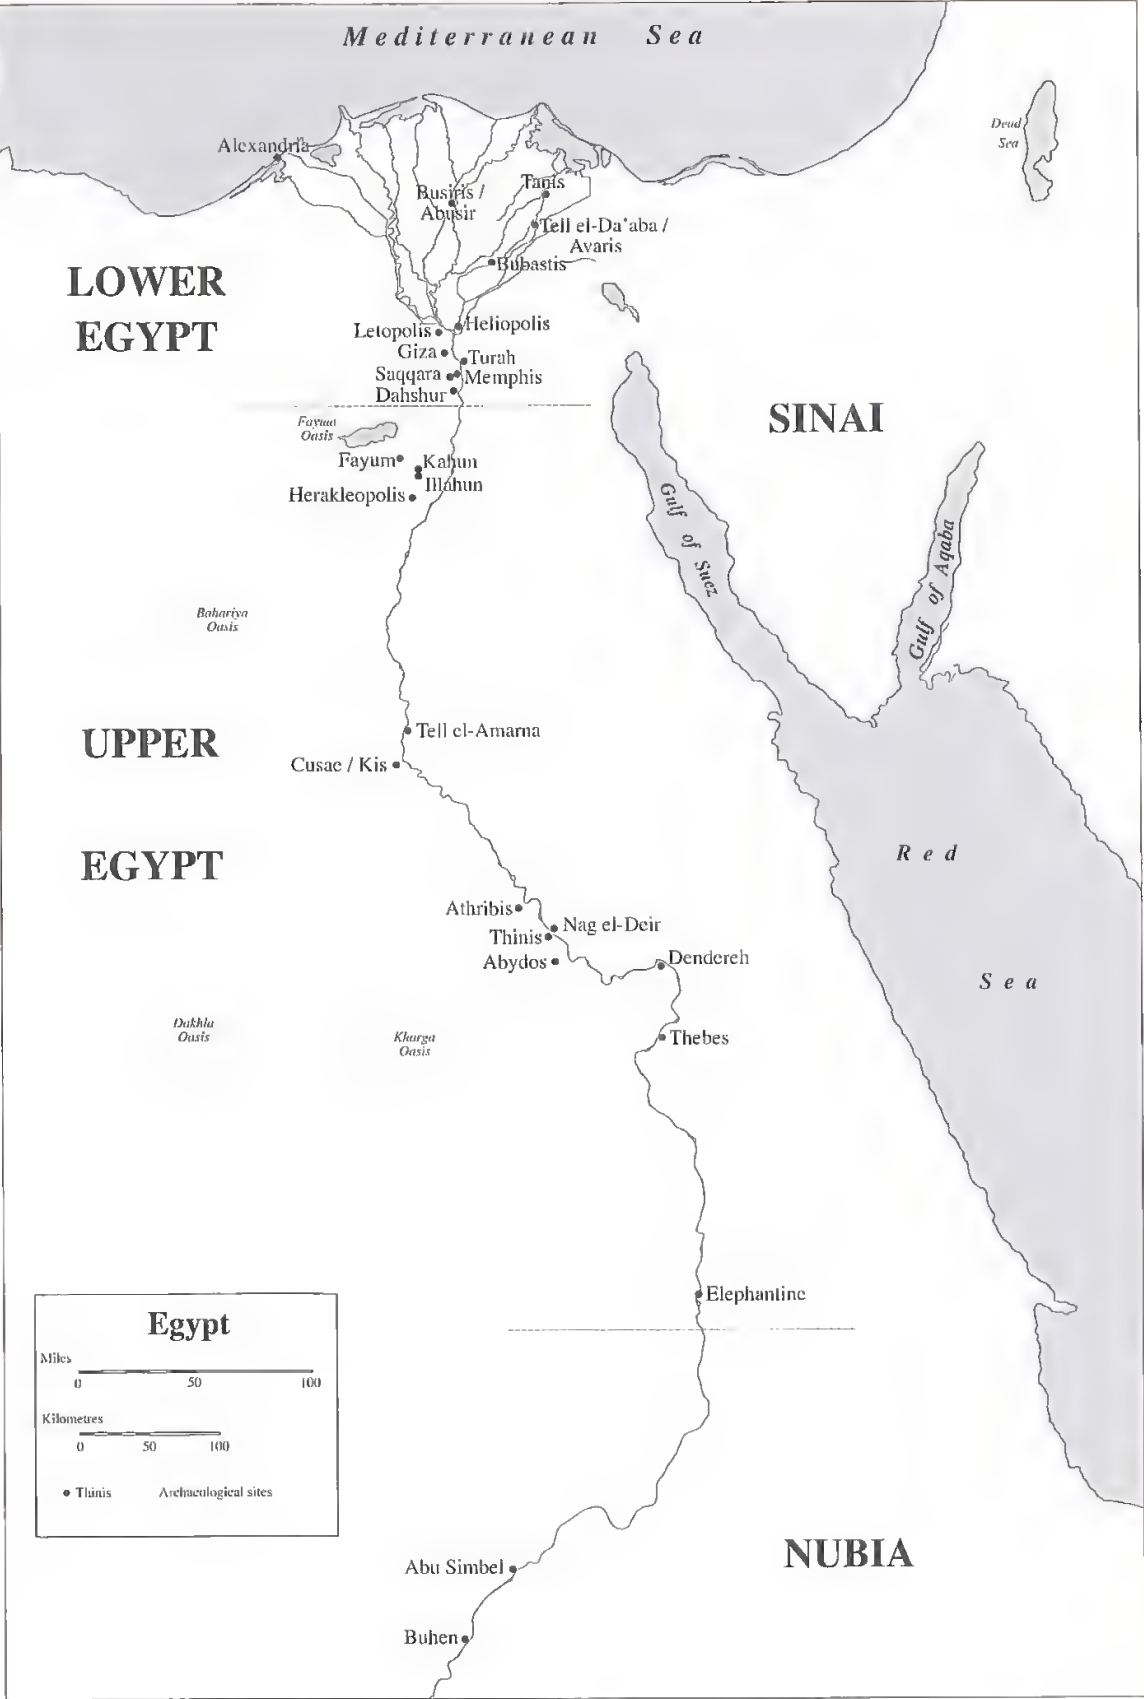 Mediterranean Sea
Dead
Sea
Alexandria
Busiris /
Abusir
Tanis
Tell el-Da'aba /
Avaris
Bubastis
LOWER
EGYPT
Letopolis
Heliopolis
Giza
Turah
Saqqara
Memphis
Dahshur
SINAI
Fayum
Oasis
Fayum
Kahun
Illahun
Herakleopolis
Gulf of Suez
Gulf of Aqaba
Bahariya
Oasis
UPPER
EGYPT
Tell el-Amarna
Cusae / Kis
Red
Sea
Athribis
Nag el-Deir
Thinis
Abydos
Dendereh
Dakhla
Oasis
Kharga
Oasis
Thebes
Elephantine
Egypt
Miles
0 50 100
Kilometres
0 50 100
Thinis Archaeological sites
NUBIA
Abu Simbel
Buhen